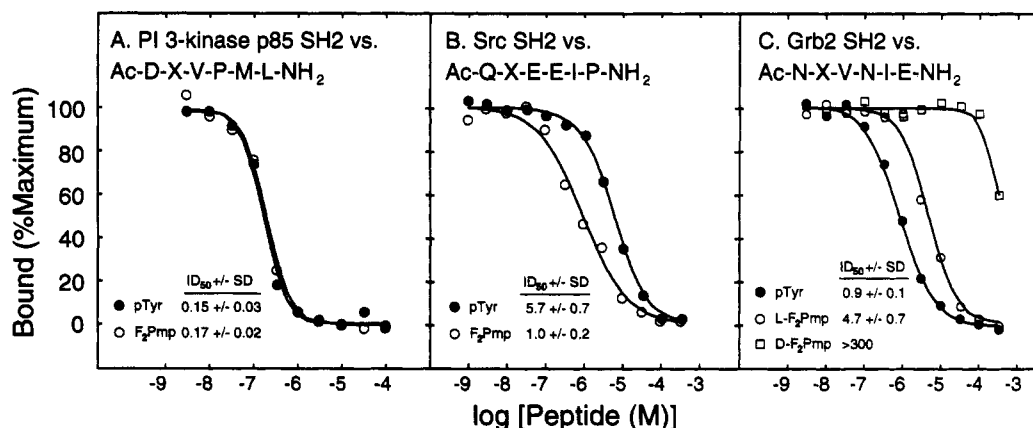 A. PI 3-kinase p85 SH2 vs.
Ac-D-X-V-P-M-L-NH2
B. Src SH2 vs.
Ac-Q-X-E-E-I-P-NH2
C. Grb2 SH2 vs.
Ac-N-X-V-N-I-E-NH2
Bound (%Maximum)
100
80
60
40
20
0
ID50 +/- SD
pTyr 0.15 +/- 0.03
F2Pmp 0.17 +/- 0.02
ID50 +/- SD
pTyr 5.7 +/- 0.7
F2Pmp 1.0 +/- 0.2
ID50 +/- SD
pTyr 0.9 +/- 0.1
L-F2Pmp 4.7 +/- 0.7
D-F2Pmp >300
-9 -8 -7 -6 -5 -4
-9 -8 -7 -6 -5 -4 -3
-9 -8 -7 -6 -5 -4 -3
log [Peptide (M)]